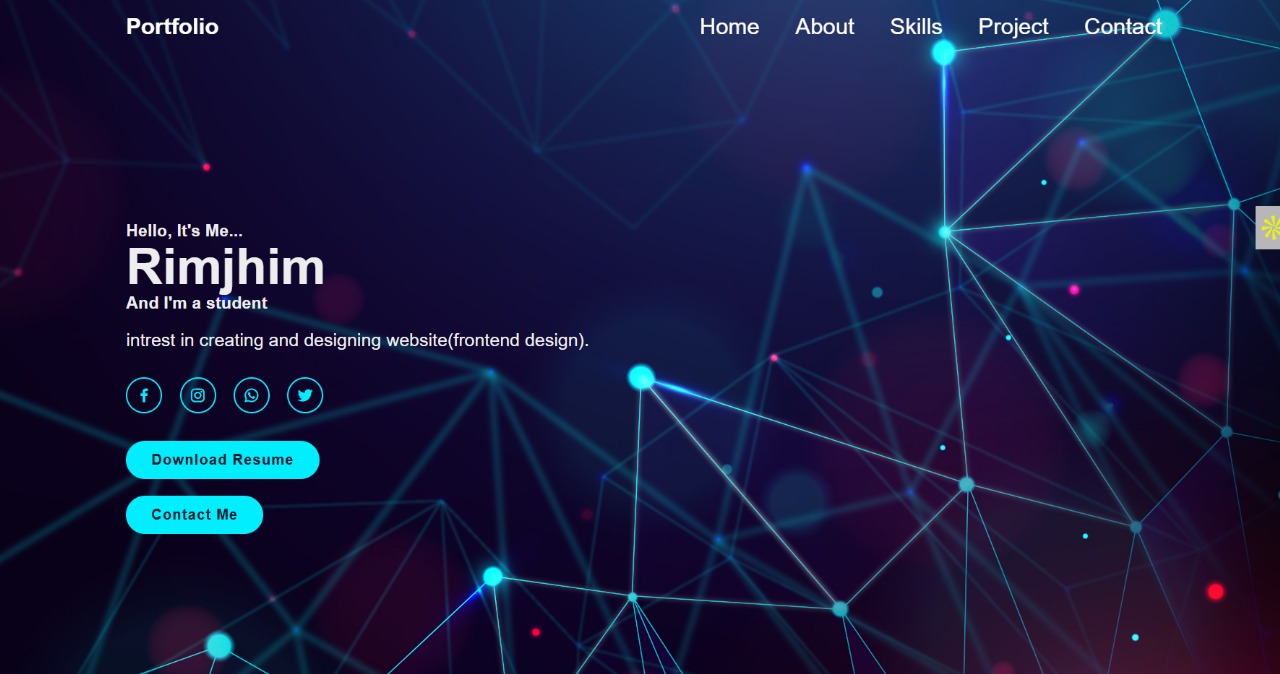 Portfolio Home About Skills Project Contact
Hello, It's Me...
Rimjhim
And I'm a student
intrest in creating and designing website(frontend design).
Download Resume
Contact Me